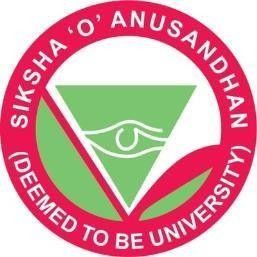 SIKSHA 'O' ANUSANDHAN
(DEEMED TO BE UNIVERSITY)